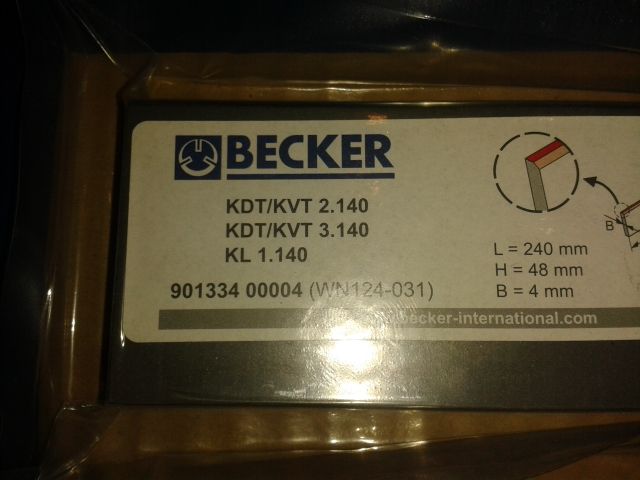 BECKER
KDT/KVT 2.140
KDT/KVT 3.140
KL 1.140
901334 00004 (WN124-031)
L = 240 mm
H = 48 mm
B = 4 mm
B
becker-international.com